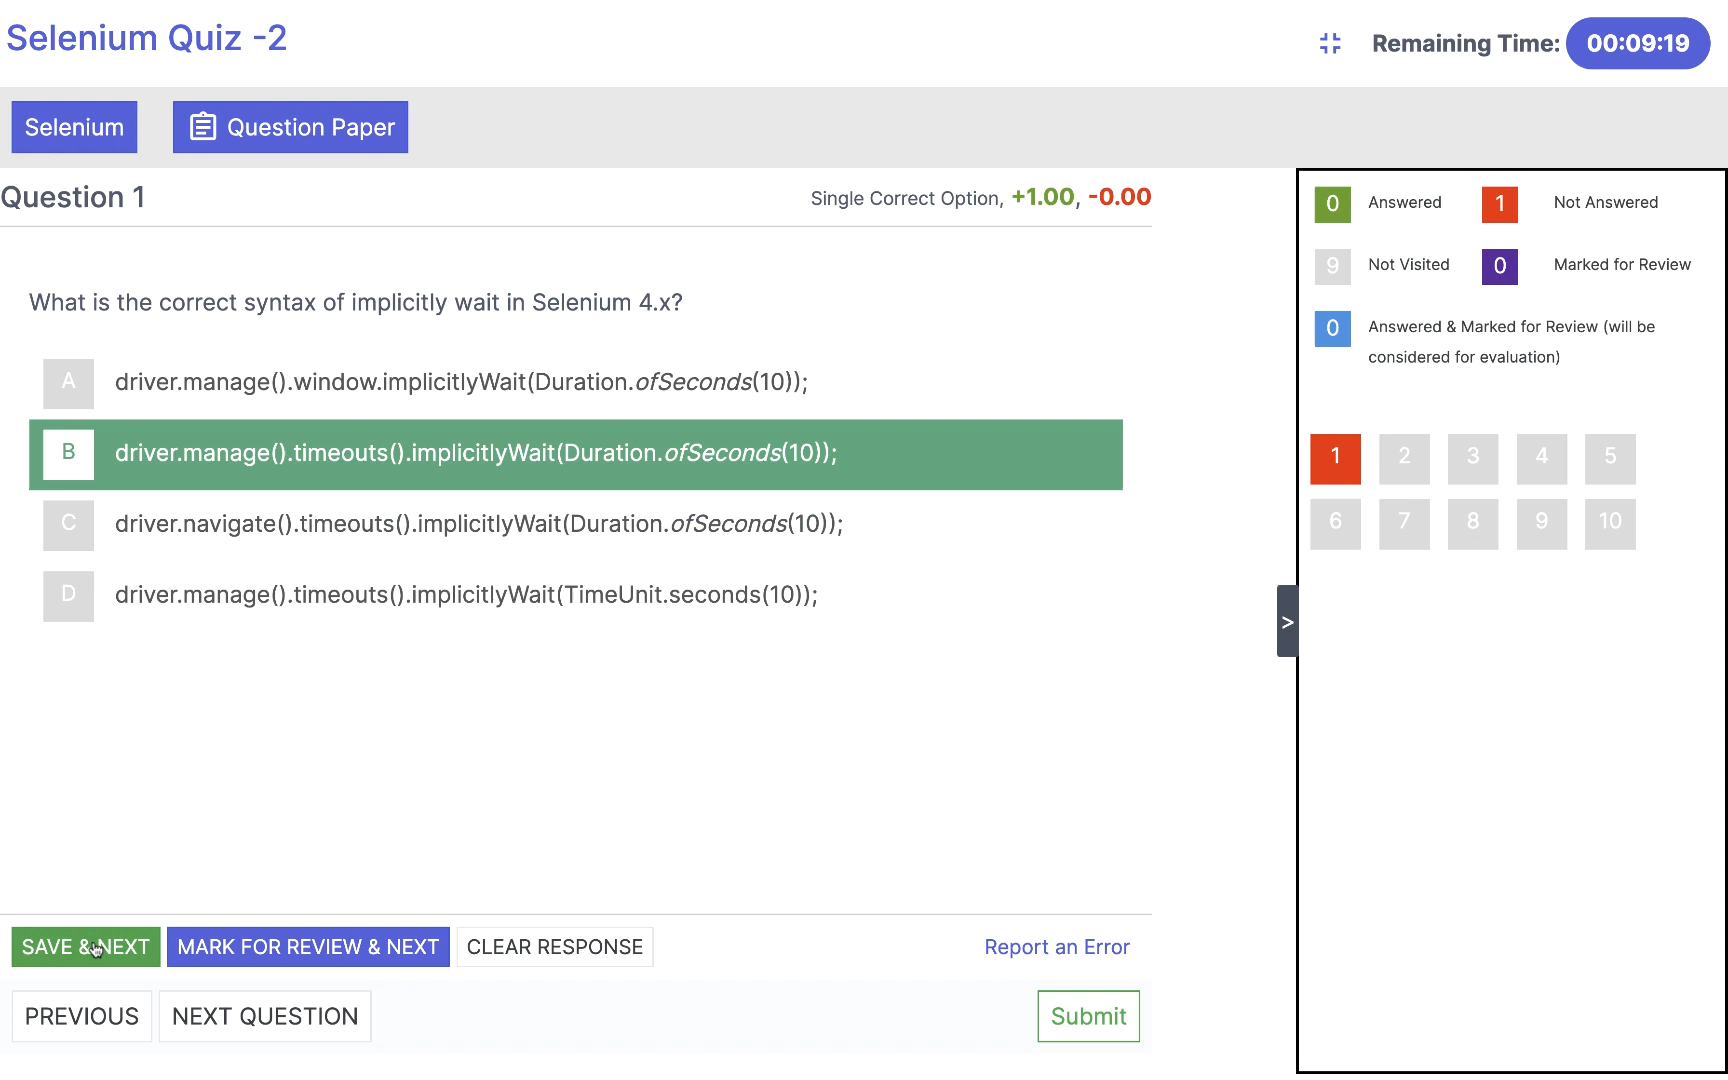 Selenium Quiz -2
Remaining Time: 00:09:19
Selenium
Question Paper
Question 1
Single Correct Option, +1.00, -0.00
What is the correct syntax of implicitly wait in Selenium 4.x?
A driver.manage().window.implicitlyWait(Duration.ofSeconds(10));
B driver.manage().timeouts().implicitlyWait(Duration.ofSeconds(10));
C driver.navigate().timeouts().implicitlyWait(Duration.ofSeconds(10));
D driver.manage().timeouts().implicitlyWait(TimeUnit.seconds(10));
SAVE & NEXT
MARK FOR REVIEW & NEXT
CLEAR RESPONSE
Report an Error
PREVIOUS
NEXT QUESTION
Submit
0 Answered
1 Not Answered
9 Not Visited
0 Marked for Review
0 Answered & Marked for Review (will be
considered for evaluation)
1 2 3 4 5
6 7 8 9 10
>